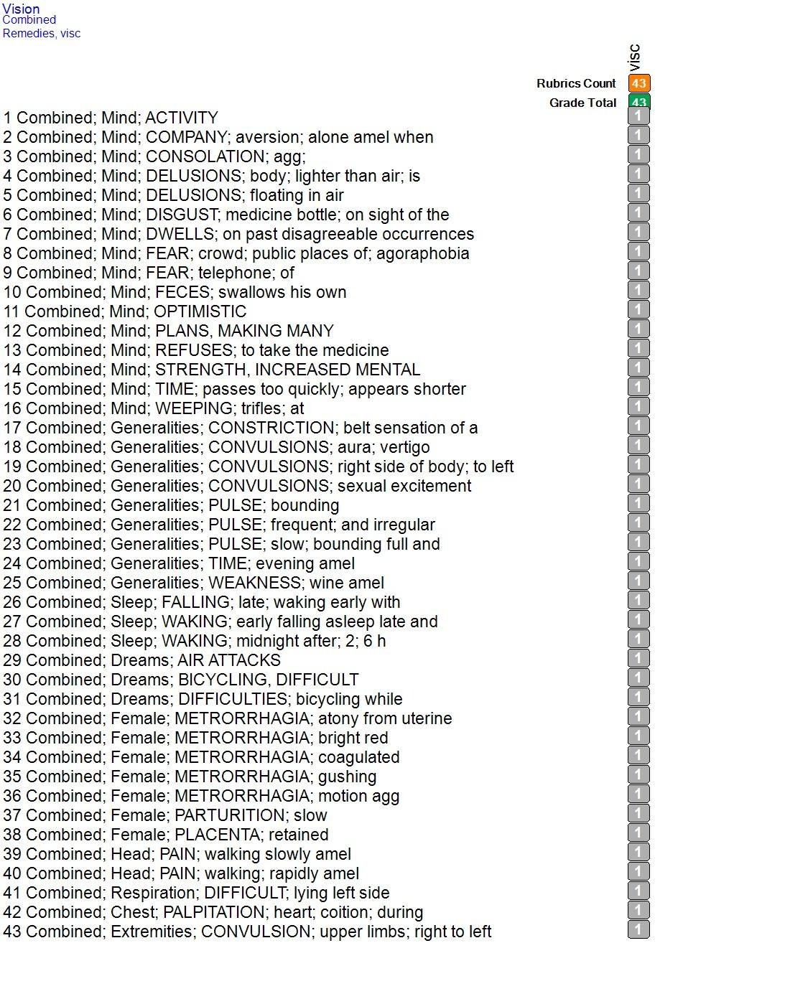 Vision
Combined
Remedies, visc
visc
Rubrics Count 43
Grade Total 43
1 Combined; Mind; ACTIVITY 1
2 Combined; Mind; COMPANY; aversion; alone amel when 1
3 Combined; Mind; CONSOLATION; agg; 1
4 Combined; Mind; DELUSIONS; body; lighter than air; is 1
5 Combined; Mind; DELUSIONS; floating in air 1
6 Combined; Mind; DISGUST; medicine bottle; on sight of the 1
7 Combined; Mind; DWELLS; on past disagreeable occurrences 1
8 Combined; Mind; FEAR; crowd; public places of; agoraphobia 1
9 Combined; Mind; FEAR; telephone; of 1
10 Combined; Mind; FECES; swallows his own 1
11 Combined; Mind; OPTIMISTIC 1
12 Combined; Mind; PLANS, MAKING MANY 1
13 Combined; Mind; REFUSES; to take the medicine 1
14 Combined; Mind; STRENGTH, INCREASED MENTAL 1
15 Combined; Mind; TIME; passes too quickly; appears shorter 1
16 Combined; Mind; WEEPING; trifles; at 1
17 Combined; Generalities; CONSTRICTION; belt sensation of a 1
18 Combined; Generalities; CONVULSIONS; aura; vertigo 1
19 Combined; Generalities; CONVULSIONS; right side of body; to left 1
20 Combined; Generalities; CONVULSIONS; sexual excitement 1
21 Combined; Generalities; PULSE; bounding 1
22 Combined; Generalities; PULSE; frequent; and irregular 1
23 Combined; Generalities; PULSE; slow; bounding full and 1
24 Combined; Generalities; TIME; evening amel 1
25 Combined; Generalities; WEAKNESS; wine amel 1
26 Combined; Sleep; FALLING; late; waking early with 1
27 Combined; Sleep; WAKING; early falling asleep late and 1
28 Combined; Sleep; WAKING; midnight after; 2; 6 h 1
29 Combined; Dreams; AIR ATTACKS 1
30 Combined; Dreams; BICYCLING, DIFFICULT 1
31 Combined; Dreams; DIFFICULTIES; bicycling while 1
32 Combined; Female; METRORRHAGIA; atony from uterine 1
33 Combined; Female; METRORRHAGIA; bright red 1
34 Combined; Female; METRORRHAGIA; coagulated 1
35 Combined; Female; METRORRHAGIA; gushing 1
36 Combined; Female; METRORRHAGIA; motion agg 1
37 Combined; Female; PARTURITION; slow 1
38 Combined; Female; PLACENTA; retained 1
39 Combined; Head; PAIN; walking slowly amel 1
40 Combined; Head; PAIN; walking; rapidly amel 1
41 Combined; Respiration; DIFFICULT; lying left side 1
42 Combined; Chest; PALPITATION; heart; coition; during 1
43 Combined; Extremities; CONVULSION; upper limbs; right to left 1